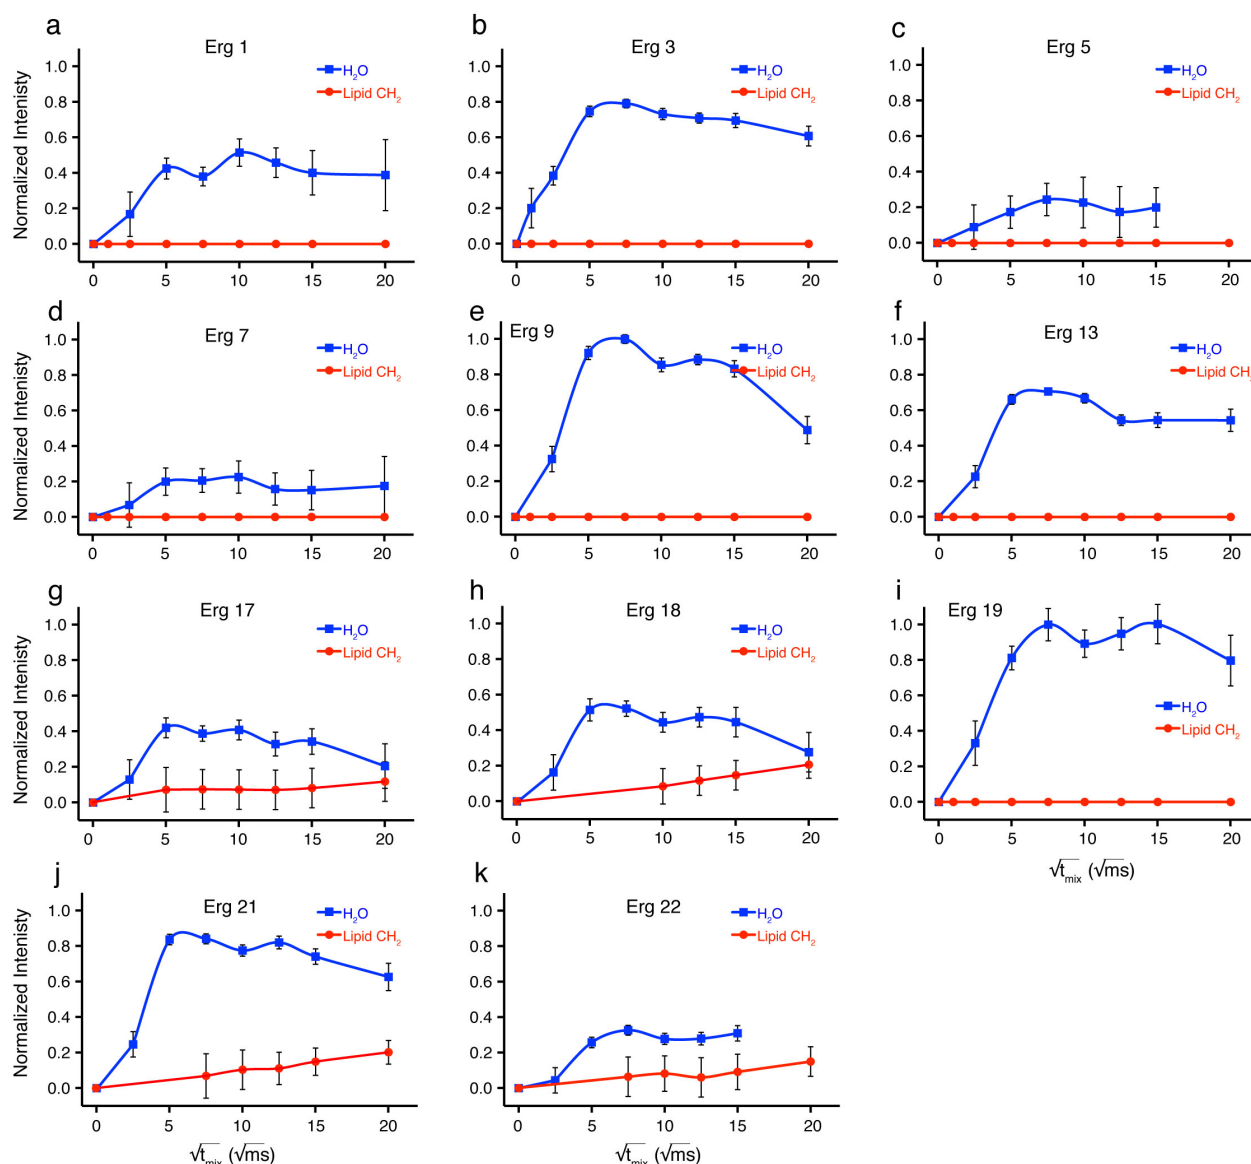 a
Erg 1
H₂O
Lipid CH₂
Normalized Intenisty
1.0
0.8
0.6
0.4
0.2
0.0
0 5 10 15 20
b
Erg 3
H₂O
Lipid CH₂
1.0
0.8
0.6
0.4
0.2
0.0
0 5 10 15 20
c
Erg 5
H₂O
Lipid CH₂
1.0
0.8
0.6
0.4
0.2
0.0
0 5 10 15 20
d
Erg 7
H₂O
Lipid CH₂
Normalized Intenisty
1.0
0.8
0.6
0.4
0.2
0.0
0 5 10 15 20
e
Erg 9
H₂O
Lipid CH₂
1.0
0.8
0.6
0.4
0.2
0.0
0 5 10 15 20
f
Erg 13
H₂O
Lipid CH₂
1.0
0.8
0.6
0.4
0.2
0.0
0 5 10 15 20
g
Erg 17
H₂O
Lipid CH₂
Normalized Intenisty
1.0
0.8
0.6
0.4
0.2
0.0
0 5 10 15 20
h
Erg 18
H₂O
Lipid CH₂
1.0
0.8
0.6
0.4
0.2
0.0
0 5 10 15 20
i
Erg 19
H₂O
Lipid CH₂
1.0
0.8
0.6
0.4
0.2
0.0
0 5 10 15 20
√tmix (√ms)
j
Erg 21
H₂O
Lipid CH₂
Normalized Intenisty
1.0
0.8
0.6
0.4
0.2
0.0
0 5 10 15 20
√tmix (√ms)
k
Erg 22
H₂O
Lipid CH₂
1.0
0.8
0.6
0.4
0.2
0.0
0 5 10 15 20
√tmix (√ms)